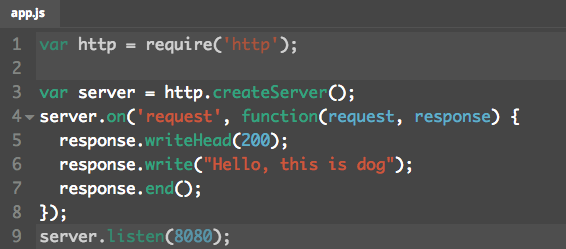 app.js
1 var http = require('http');
2
3 var server = http.createServer();
4 server.on('request', function(request, response) {
5   response.writeHead(200);
6   response.write("Hello, this is dog");
7   response.end();
8 });
9 server.listen(8080);